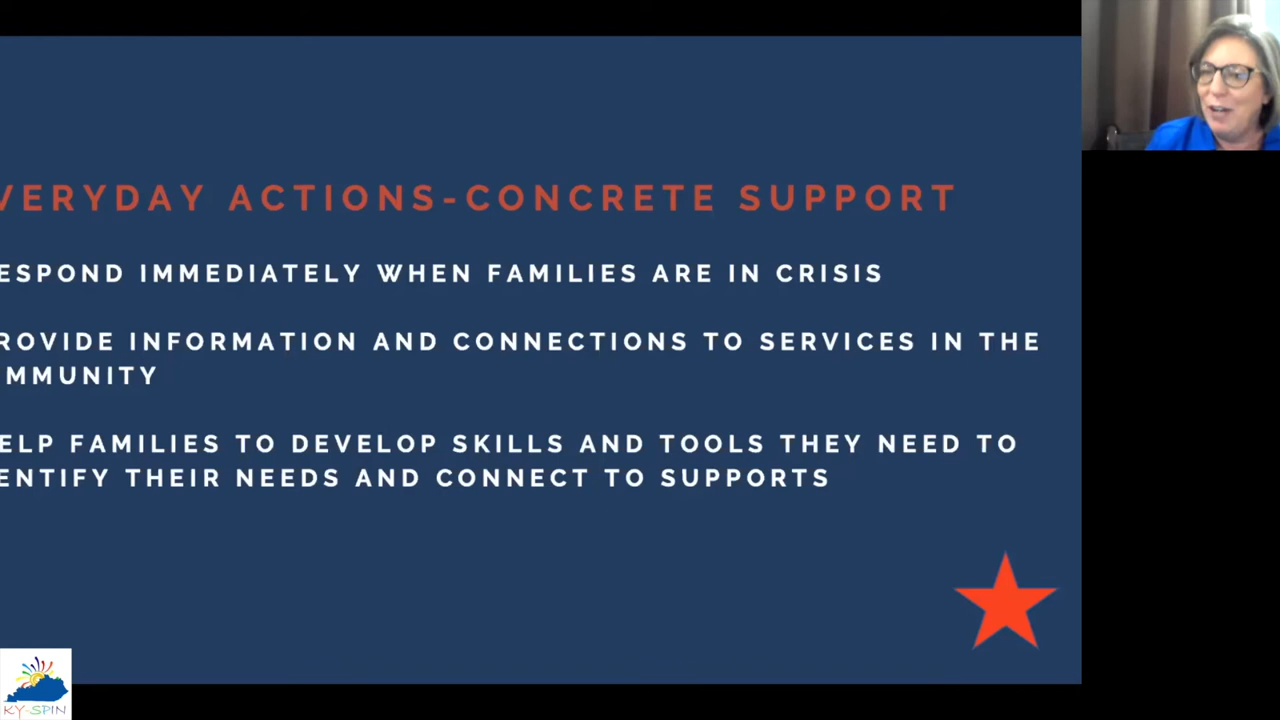 VERYDAY ACTIONS-CONCRETE SUPPORT
ESPOND IMMEDIATELY WHEN FAMILIES ARE IN CRISIS
ROVIDE INFORMATION AND CONNECTIONS TO SERVICES IN THE
MMUNITY
ELP FAMILIES TO DEVELOP SKILLS AND TOOLS THEY NEED TO
ENTIFY THEIR NEEDS AND CONNECT TO SUPPORTS
KY-SPIN